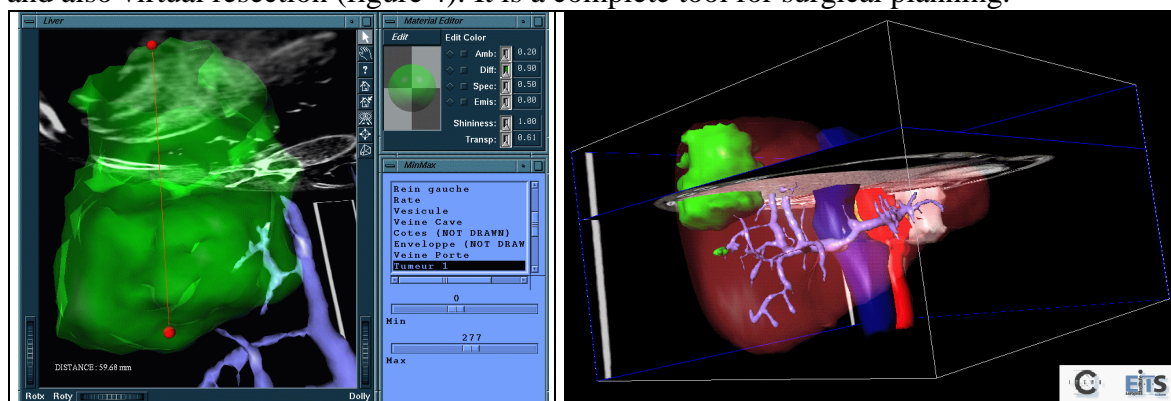 and also virtual resection (figure 4). It is a complete tool for surgical planning.
Liver
DISTANCE : 59.68 mm
Rotx Roty
Dolly
Material Editor
Edit
Edit Color
Amb: 0.20
Diff: 0.90
Spec: 0.50
Emis: 0.00
Shininess: 1.00
Transp: 0.61
MinMax
Rein gauche
Rate
Vesicule
Veine Cave
Cotes (NOT DRAWN)
Enveloppe (NOT DRAW
Veine Porte
Tumeur 1
0
Min
277
Max